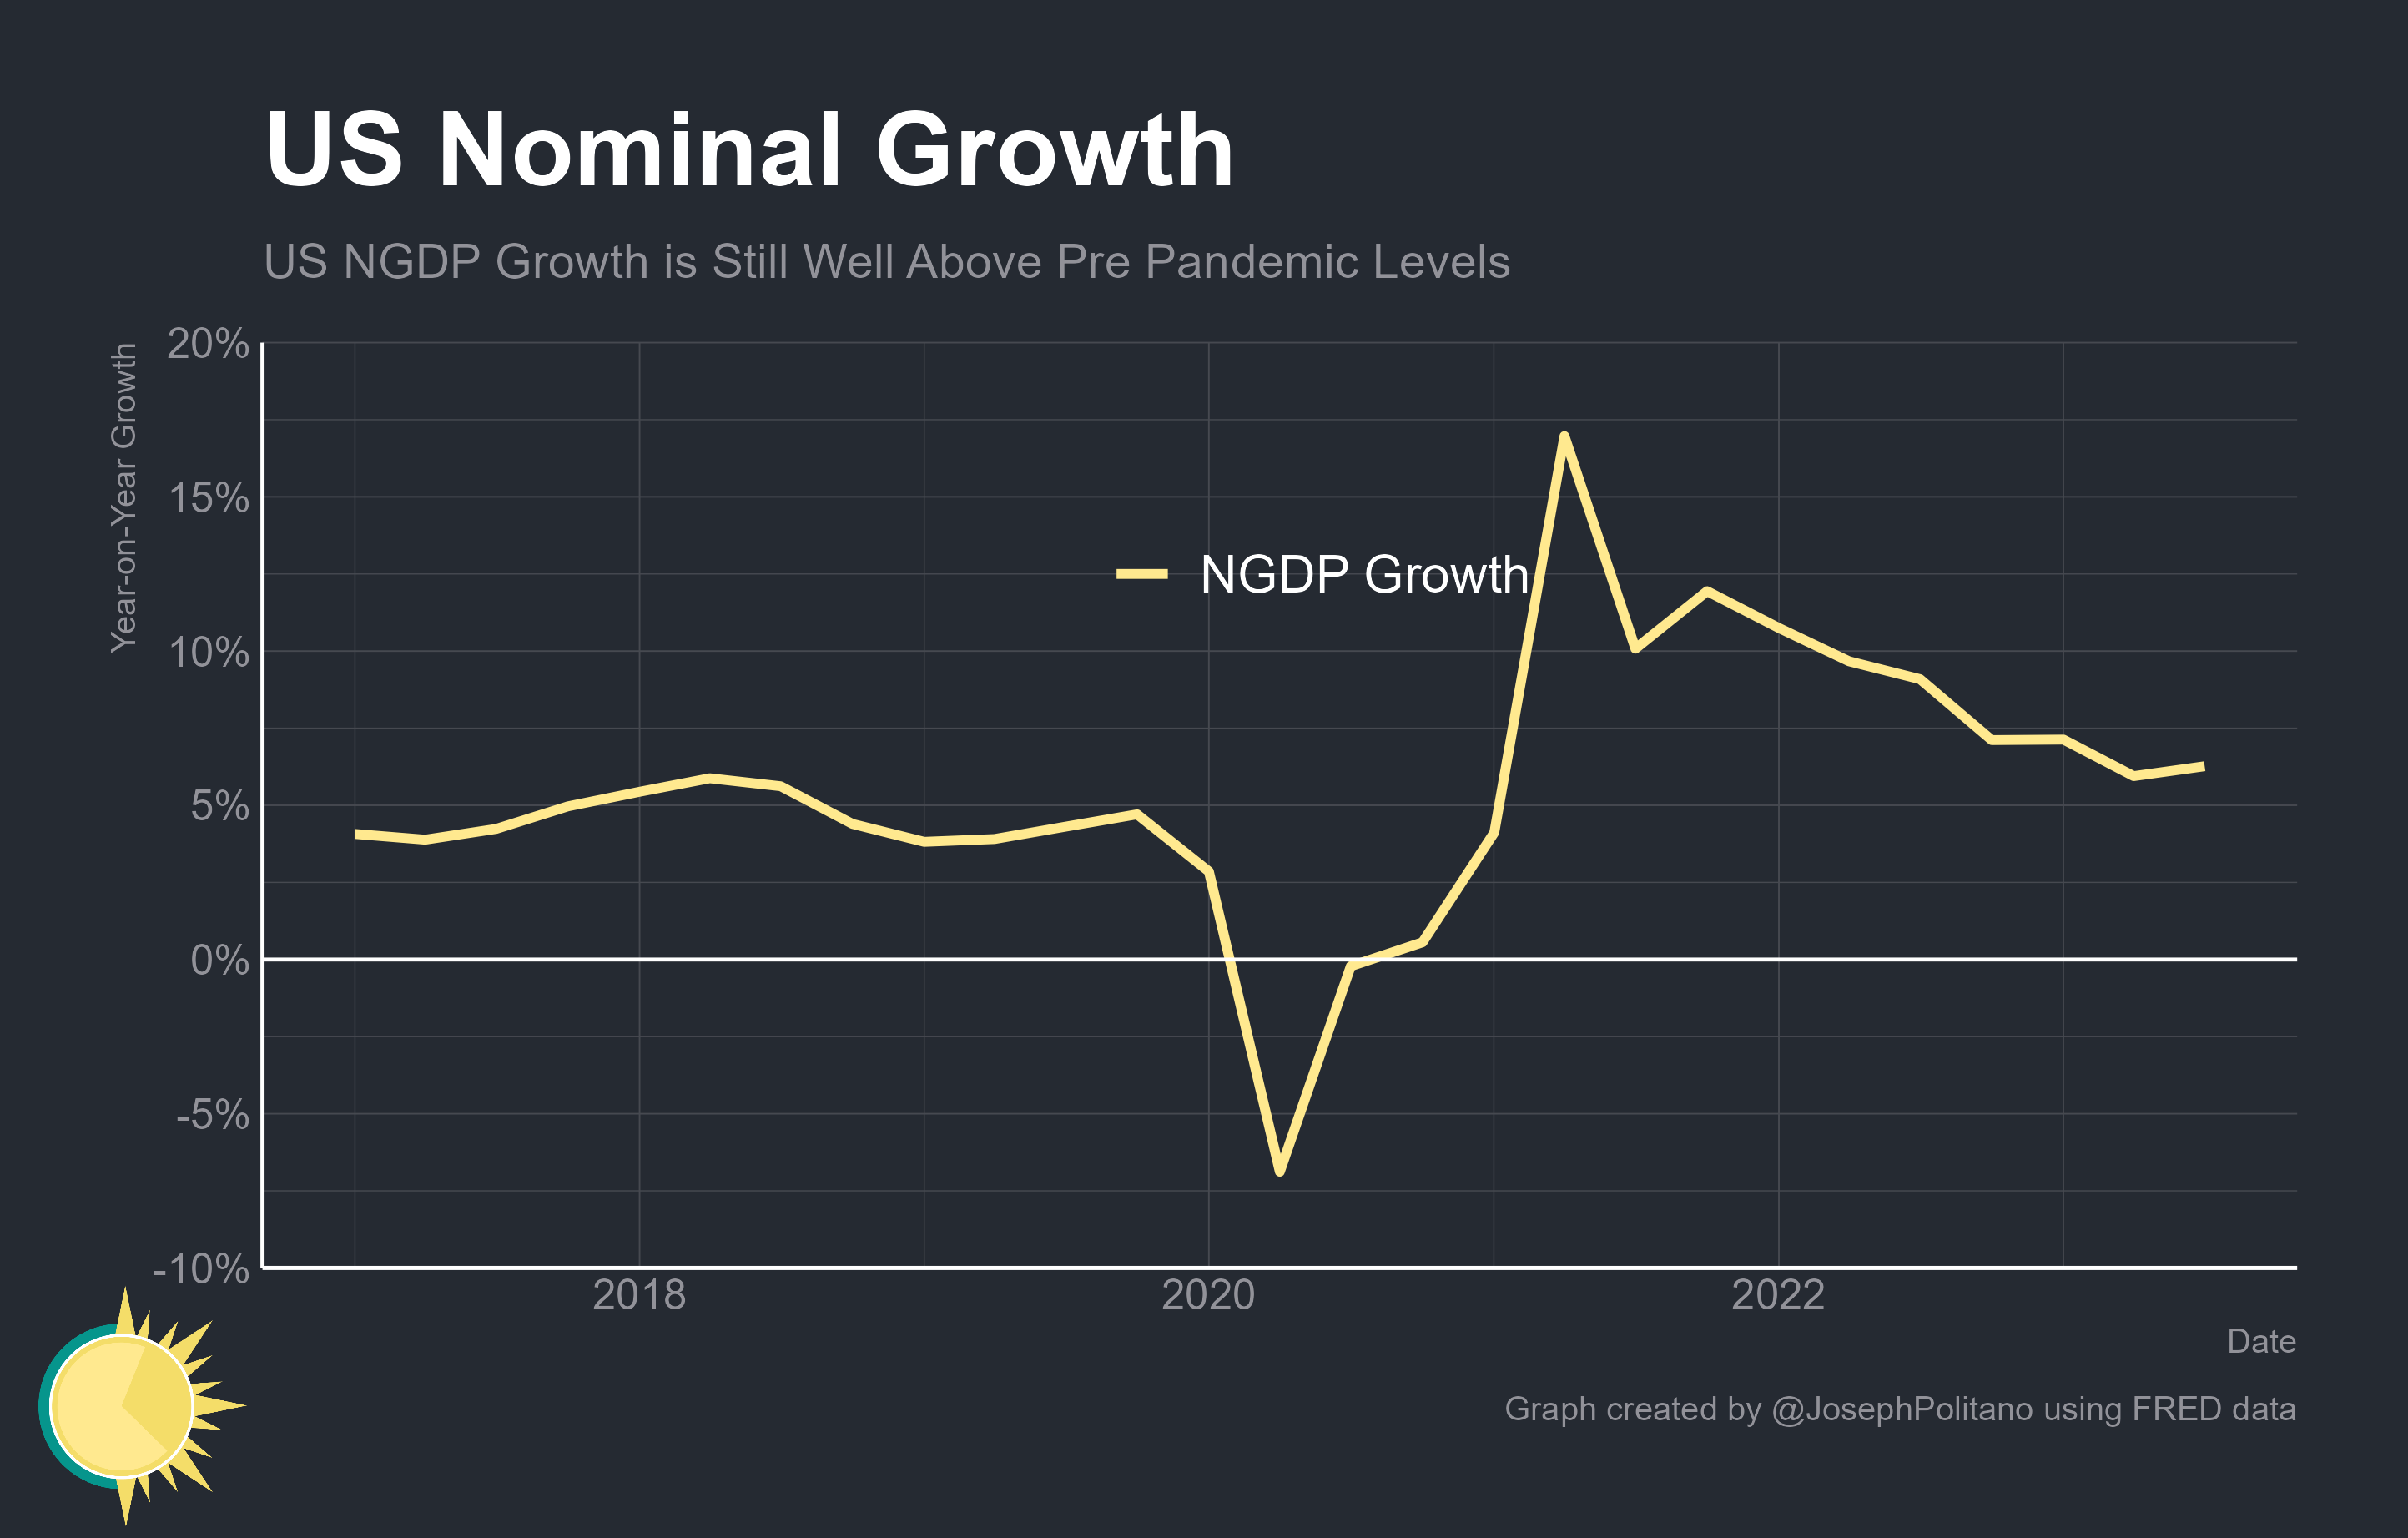 US Nominal Growth
US NGDP Growth is Still Well Above Pre Pandemic Levels
Year-on-Year Growth
20%
15%
10%
5%
0%
-5%
-10%
NGDP Growth
2018
2020
2022
Date
Graph created by @JosephPolitano using FRED data